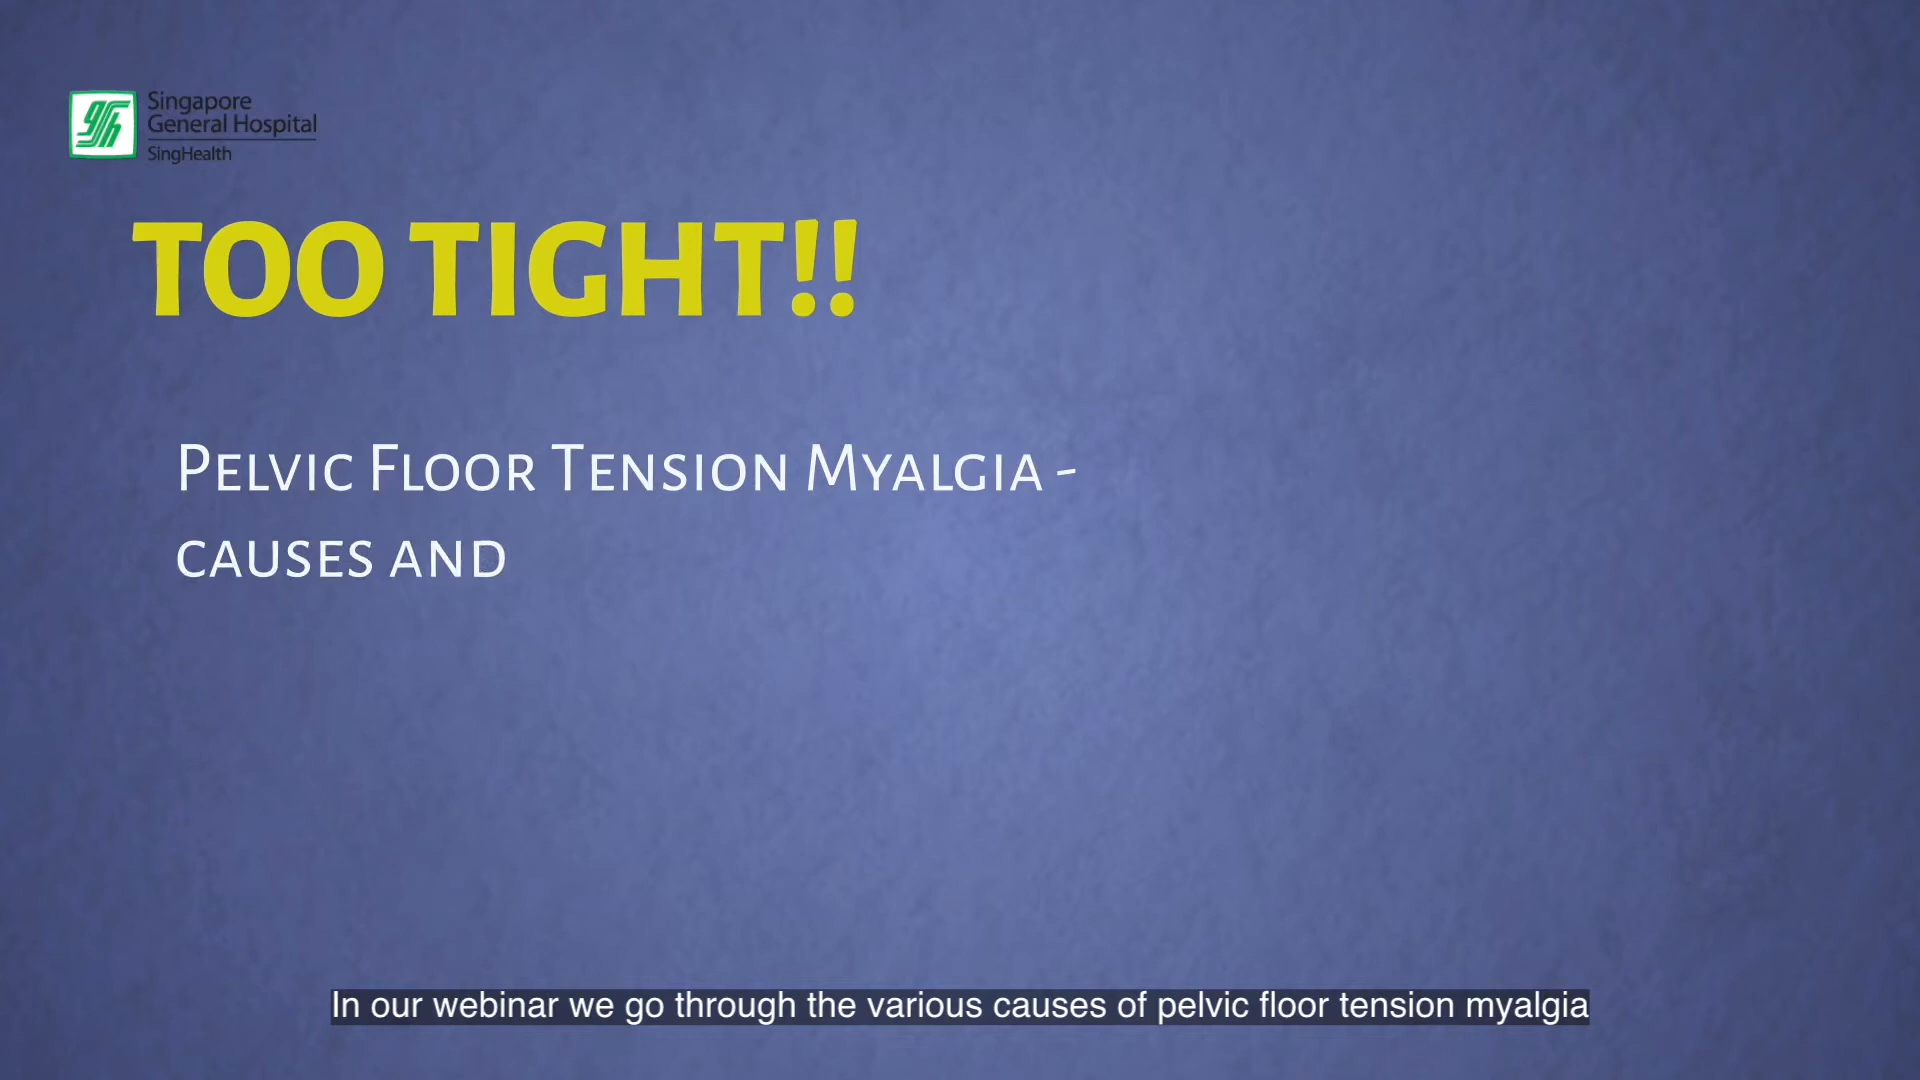 Singapore
General Hospital
SingHealth
TOO TIGHT!!
Pelvic Floor Tension Myalgia -
causes and
In our webinar we go through the various causes of pelvic floor tension myalgia